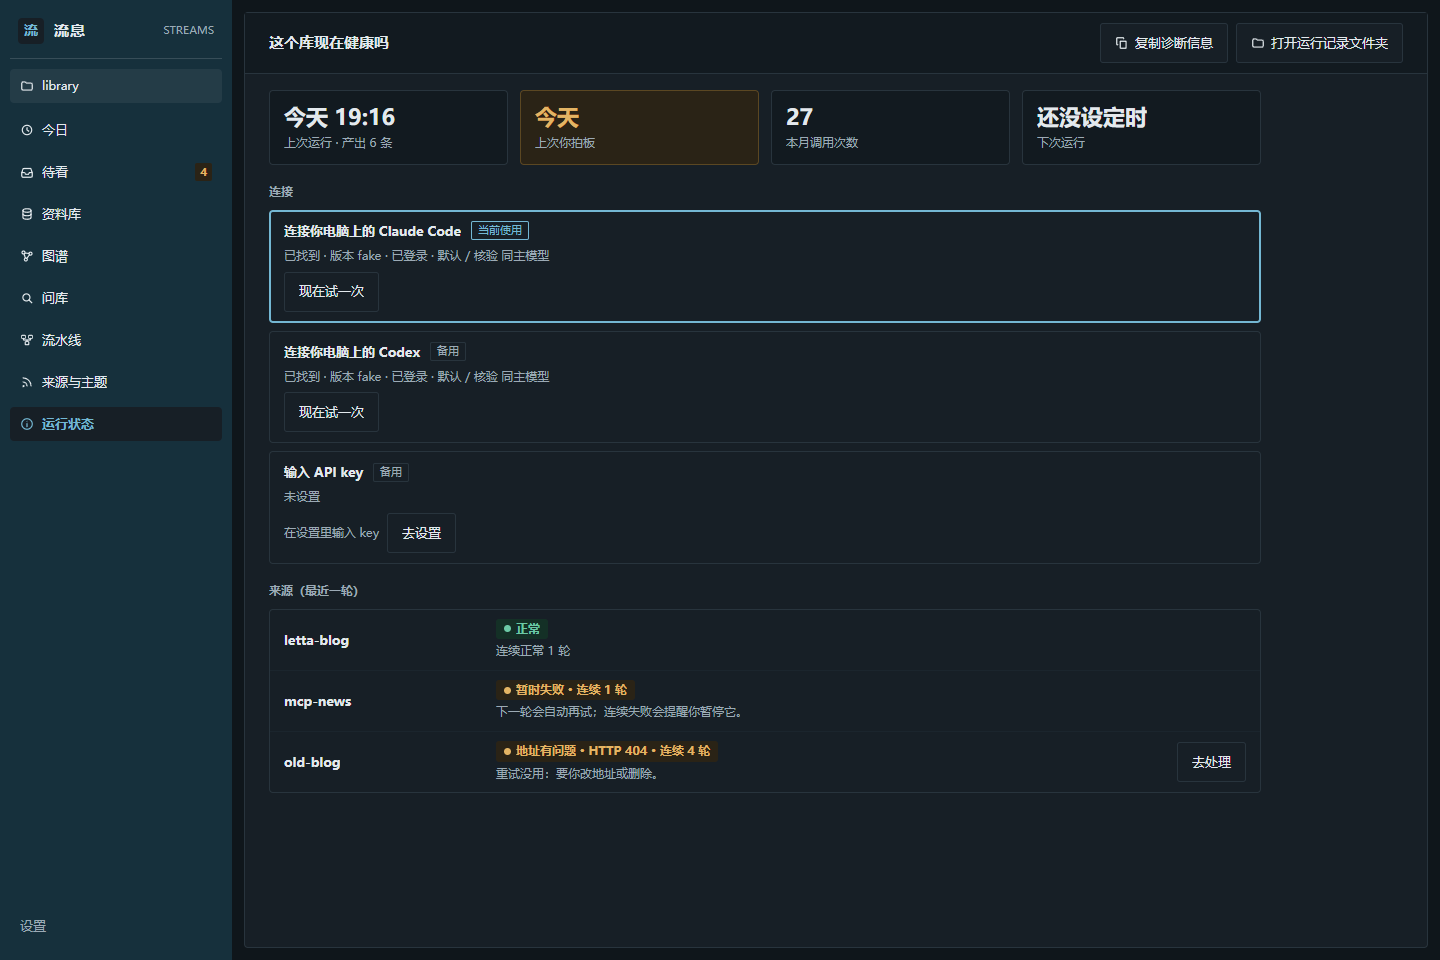 流 流息 STREAMS
library
今日
待看 4
资料库
图谱
问库
流水线
来源与主题
运行状态
设置
这个库现在健康吗
复制诊断信息
打开运行记录文件夹
今天 19:16
上次运行 · 产出 6 条
今天
上次你拍板
27
本月调用次数
还没设定时
下次运行
连接
连接你电脑上的 Claude Code 当前使用
已找到 · 版本 fake · 已登录 · 默认 / 核验 同主模型
现在试一次
连接你电脑上的 Codex 备用
已找到 · 版本 fake · 已登录 · 默认 / 核验 同主模型
现在试一次
输入 API key 备用
未设置
在设置里输入 key 去设置
来源（最近一轮）
letta-blog
正常
连续正常 1 轮
mcp-news
暂时失败 · 连续 1 轮
下一轮会自动再试；连续失败会提醒你暂停它。
old-blog
地址有问题 · HTTP 404 · 连续 4 轮
重试没用：要你改地址或删除。
去处理